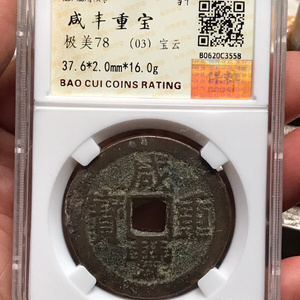 咸丰重宝
极美78 (03) 宝云
37.6*2.0mm*16.0g
B0620C3558
BAO CUI COINS RATING
咸
寶 重
豐